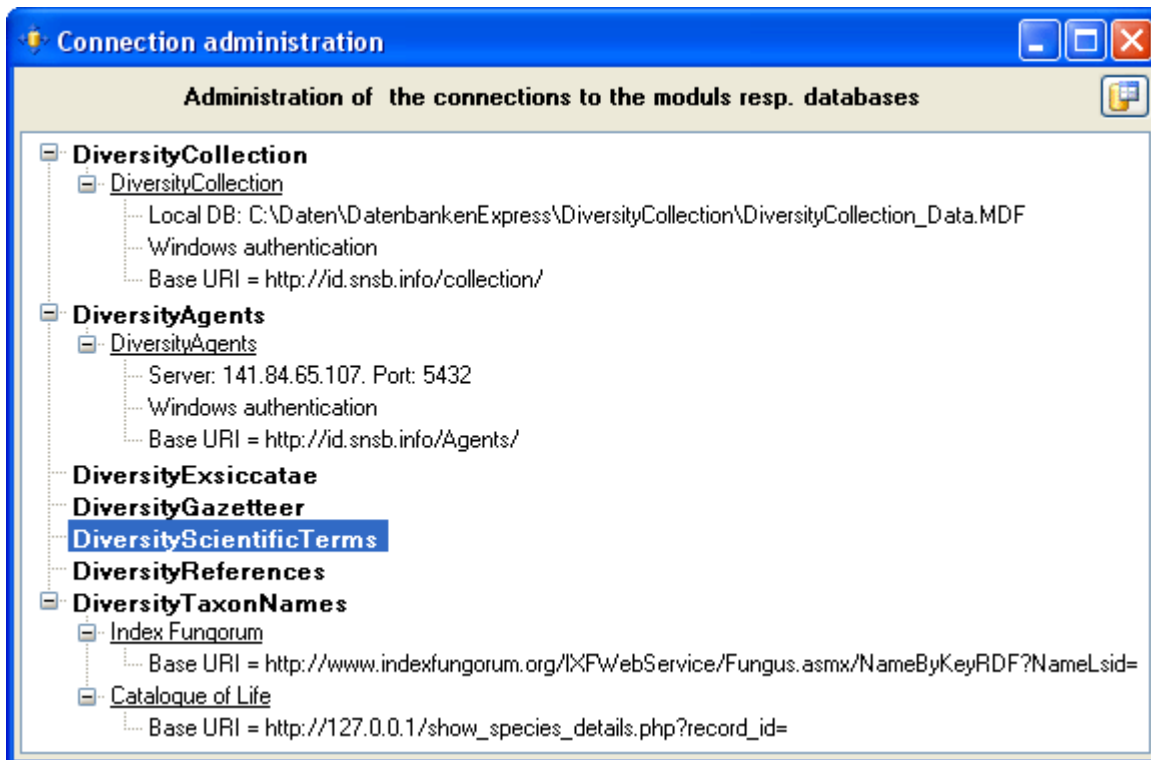 Connection administration
Administration of the connections to the moduls resp. databases
DiversityCollection
DiversityCollection
Local DB: C:\Daten\DatenbankenExpress\DiversityCollection\DiversityCollection_Data.MDF
Windows authentication
Base URI = http://id.snsb.info/collection/
DiversityAgents
DiversityAgents
Server: 141.84.65.107. Port: 5432
Windows authentication
Base URI = http://id.snsb.info/Agents/
DiversityExsiccatae
DiversityGazetteer
DiversityScientificTerms
DiversityReferences
DiversityTaxonNames
Index Fungorum
Base URI = http://www.indexfungorum.org/IXFWebService/Fungus.asmx/NameByKeyRDF?NameLsid=
Catalogue of Life
Base URI = http://127.0.0.1/show_species_details.php?record_id=